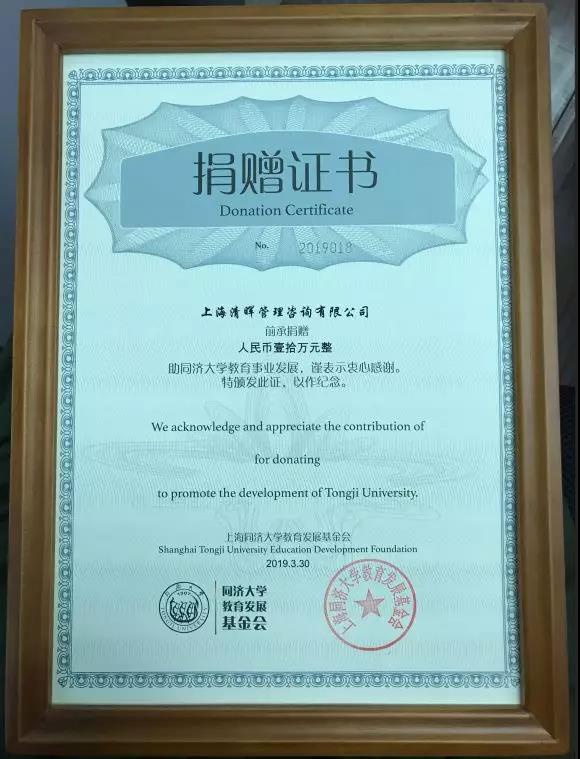 捐赠证书
Donation Certificate
No. 2019018
上海清晖管理咨询有限公司
前承捐赠
人民币壹拾万元整
助同济大学教育事业发展，谨表示衷心感谢。
特颁发此证，以作纪念。
We acknowledge and appreciate the contribution of
for donating
to promote the development of Tongji University.
上海同济大学教育发展基金会
Shanghai Tongji University Education Development Foundation
2019.3.30
1907
TONGJI UNIVERSITY
同济大学
教育发展
基金会
上海同济大学教育发展基金会